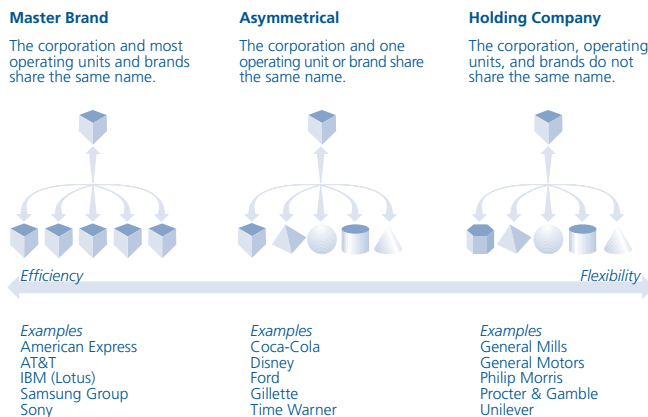 Master Brand
The corporation and most
operating units and brands
share the same name.
Asymmetrical
The corporation and one
operating unit or brand share
the same name.
Holding Company
The corporation, operating
units, and brands do not
share the same name.
Efficiency
Flexibility
Examples
American Express
AT&T
IBM (Lotus)
Samsung Group
Sony
Examples
Coca-Cola
Disney
Ford
Gillette
Time Warner
Examples
General Mills
General Motors
Philip Morris
Procter & Gamble
Unilever